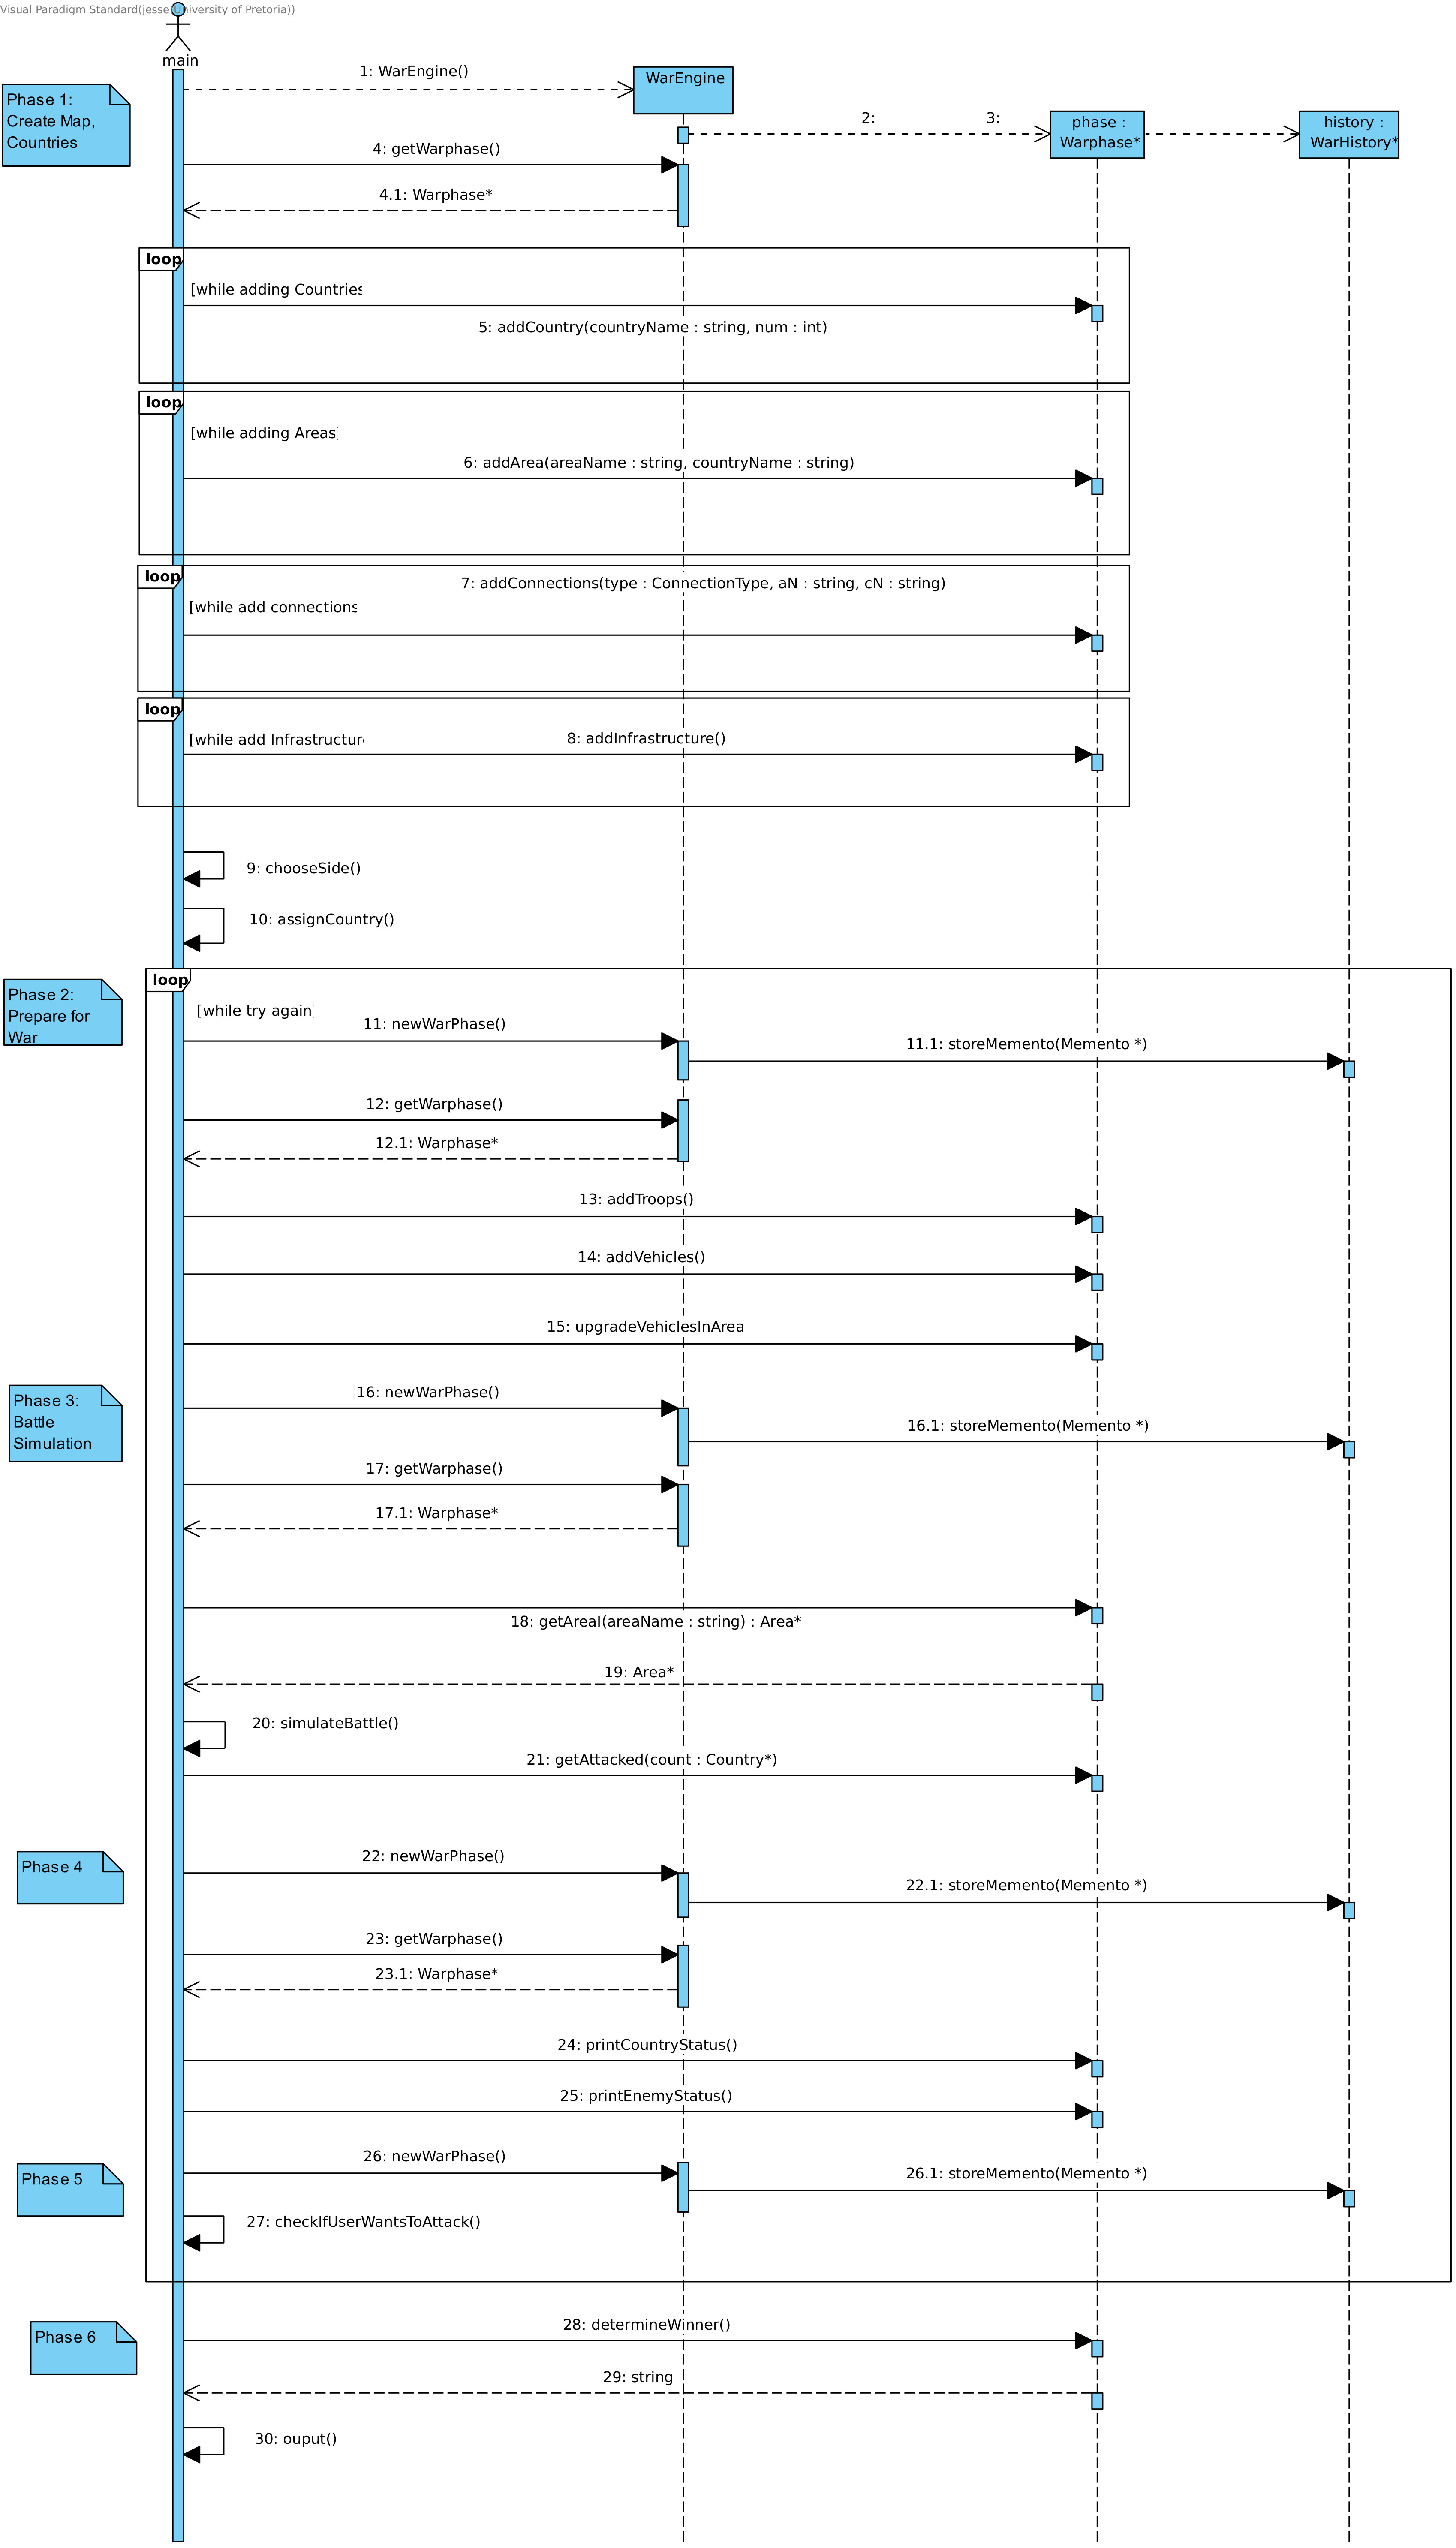 Visual Paradigm Standard(jesse(University of Pretoria))
main
1: WarEngine()
WarEngine
Phase 1:
Create Map,
Countries
2:
3:
phase :
Warphase*
history :
WarHistory*
4: getWarphase()
4.1: Warphase*
loop
[while adding Countries
5: addCountry(countryName : string, num : int)
loop
[while adding Areas
6: addArea(areaName : string, countryName : string)
loop
7: addConnections(type : ConnectionType, aN : string, cN : string)
[while add connections
loop
[while add Infrastructure
8: addInfrastructure()
9: chooseSide()
10: assignCountry()
loop
Phase 2:
Prepare for
War
[while try again
11: newWarPhase()
11.1: storeMemento(Memento *)
12: getWarphase()
12.1: Warphase*
13: addTroops()
14: addVehicles()
15: upgradeVehiclesInArea
Phase 3:
Battle
Simulation
16: newWarPhase()
16.1: storeMemento(Memento *)
17: getWarphase()
17.1: Warphase*
18: getAreaI(areaName : string) : Area*
19: Area*
20: simulateBattle()
21: getAttacked(count : Country*)
Phase 4
22: newWarPhase()
22.1: storeMemento(Memento *)
23: getWarphase()
23.1: Warphase*
24: printCountryStatus()
25: printEnemyStatus()
Phase 5
26: newWarPhase()
26.1: storeMemento(Memento *)
27: checkIfUserWantsToAttack()
Phase 6
28: determineWinner()
29: string
30: ouput()